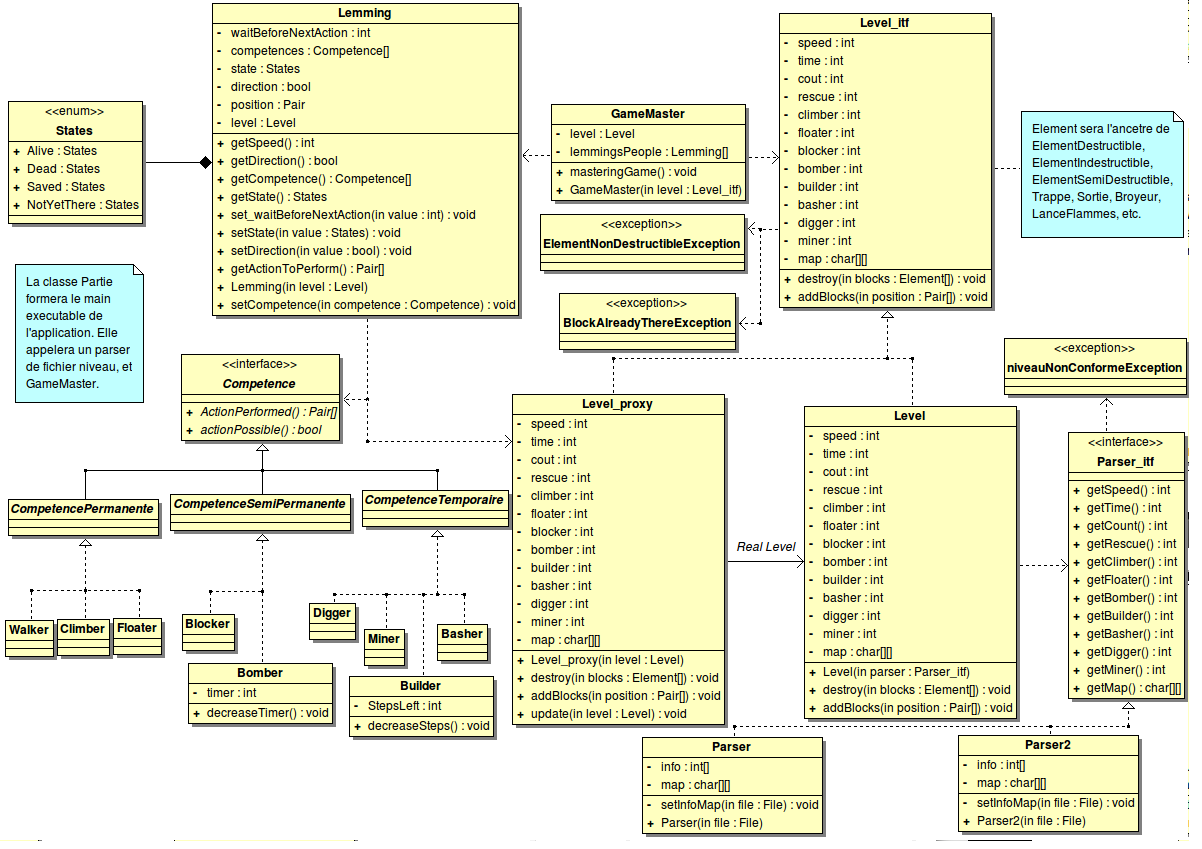 Lemming
- waitBeforeNextAction : int
- competences : Competence[]
- state : States
- direction : bool
- position : Pair
- level : Level
+ getSpeed() : int
+ getDirection() : bool
+ getCompetence() : Competence[]
+ getState() : States
+ set_waitBeforeNextAction(in value : int) : void
+ setState(in value : States) : void
+ setDirection(in value : bool) : void
+ getActionToPerform() : Pair[]
+ Lemming(in level : Level)
+ setCompetence(in competence : Competence) : void
<<enum>>
States
+ Alive : States
+ Dead : States
+ Saved : States
+ NotYetThere : States
GameMaster
- level : Level
- lemmingsPeople : Lemming[]
+ masteringGame() : void
+ GameMaster(in level : Level_itf)
Level_itf
- speed : int
- time : int
- cout : int
- rescue : int
- climber : int
- floater : int
- blocker : int
- bomber : int
- builder : int
- basher : int
- digger : int
- miner : int
- map : char[][]
+ destroy(in blocks : Element[]) : void
+ addBlocks(in position : Pair[]) : void
Element sera l'ancetre de
ElementDestructible,
ElementIndestructible,
ElementSemiDestructible,
Trappe, Sortie, Broyeur,
LanceFlammes, etc.
<<exception>>
ElementNonDestructibleException
<<exception>>
BlockAlreadyThereException
La classe Partie
formera le main
executable de
l'application. Elle
appelera un parser
de fichier niveau, et
GameMaster.
<<interface>>
Competence
+ ActionPerformed() : Pair[]
+ actionPossible() : bool
<<exception>>
niveauNonConformeException
CompetencePermanente
CompetenceSemiPermanente
CompetenceTemporaire
Walker
Climber
Floater
Blocker
Bomber
- timer : int
+ decreaseTimer() : void
Digger
Miner
Basher
Builder
- StepsLeft : int
+ decreaseSteps() : void
Level_proxy
- speed : int
- time : int
- cout : int
- rescue : int
- climber : int
- floater : int
- blocker : int
- bomber : int
- builder : int
- basher : int
- digger : int
- miner : int
- map : char[][]
+ Level_proxy(in level : Level)
+ destroy(in blocks : Element[]) : void
+ addBlocks(in position : Pair[]) : void
+ update(in level : Level) : void
Real Level
Level
- speed : int
- time : int
- cout : int
- rescue : int
- climber : int
- floater : int
- blocker : int
- bomber : int
- builder : int
- basher : int
- digger : int
- miner : int
- map : char[][]
+ Level(in parser : Parser_itf)
+ destroy(in blocks : Element[]) : void
+ addBlocks(in position : Pair[]) : void
<<interface>>
Parser_itf
+ getSpeed() : int
+ getTime() : int
+ getCount() : int
+ getRescue() : int
+ getClimber() : int
+ getFloater() : int
+ getBomber() : int
+ getBuilder() : int
+ getBasher() : int
+ getDigger() : int
+ getMiner() : int
+ getMap() : char[][]
Parser
- info : int[]
- map : char[][]
- setInfoMap(in file : File) : void
+ Parser(in file : File)
Parser2
- info : int[]
- map : char[][]
- setInfoMap(in file : File) : void
+ Parser2(in file : File)